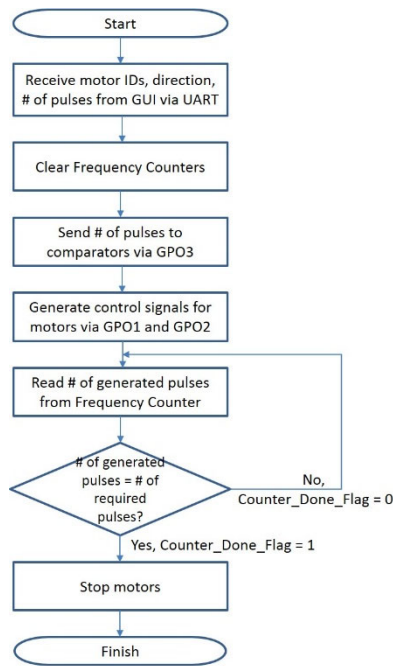 Start
Receive motor IDs, direction,
# of pulses from GUI via UART
Clear Frequency Counters
Send # of pulses to
comparators via GPO3
Generate control signals for
motors via GPO1 and GPO2
Read # of generated pulses
from Frequency Counter
# of generated
pulses = # of
required
pulses?
No,
Counter_Done_Flag = 0
Yes, Counter_Done_Flag = 1
Stop motors
Finish